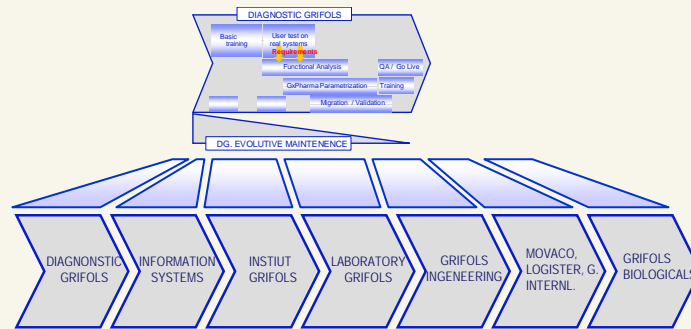 DIAGNOSTIC GRIFOLS
Basic
training
User test on
real systems
Requirements
Functional Analysis
QA / Go Live
GxPharma Parametrization
Training
Migration / Validation
DG. EVOLUTIVE MAINTENENCE
DIAGNONSTIC
GRIFOLS
INFORMATION
SYSTEMS
INSTIUT
GRIFOLS
LABORATORY
GRIFOLS
GRIFOLS
INGENEERING
MOVACO,
LOGISTER, G.
INTERNL.
GRIFOLS
BIOLOGICALS